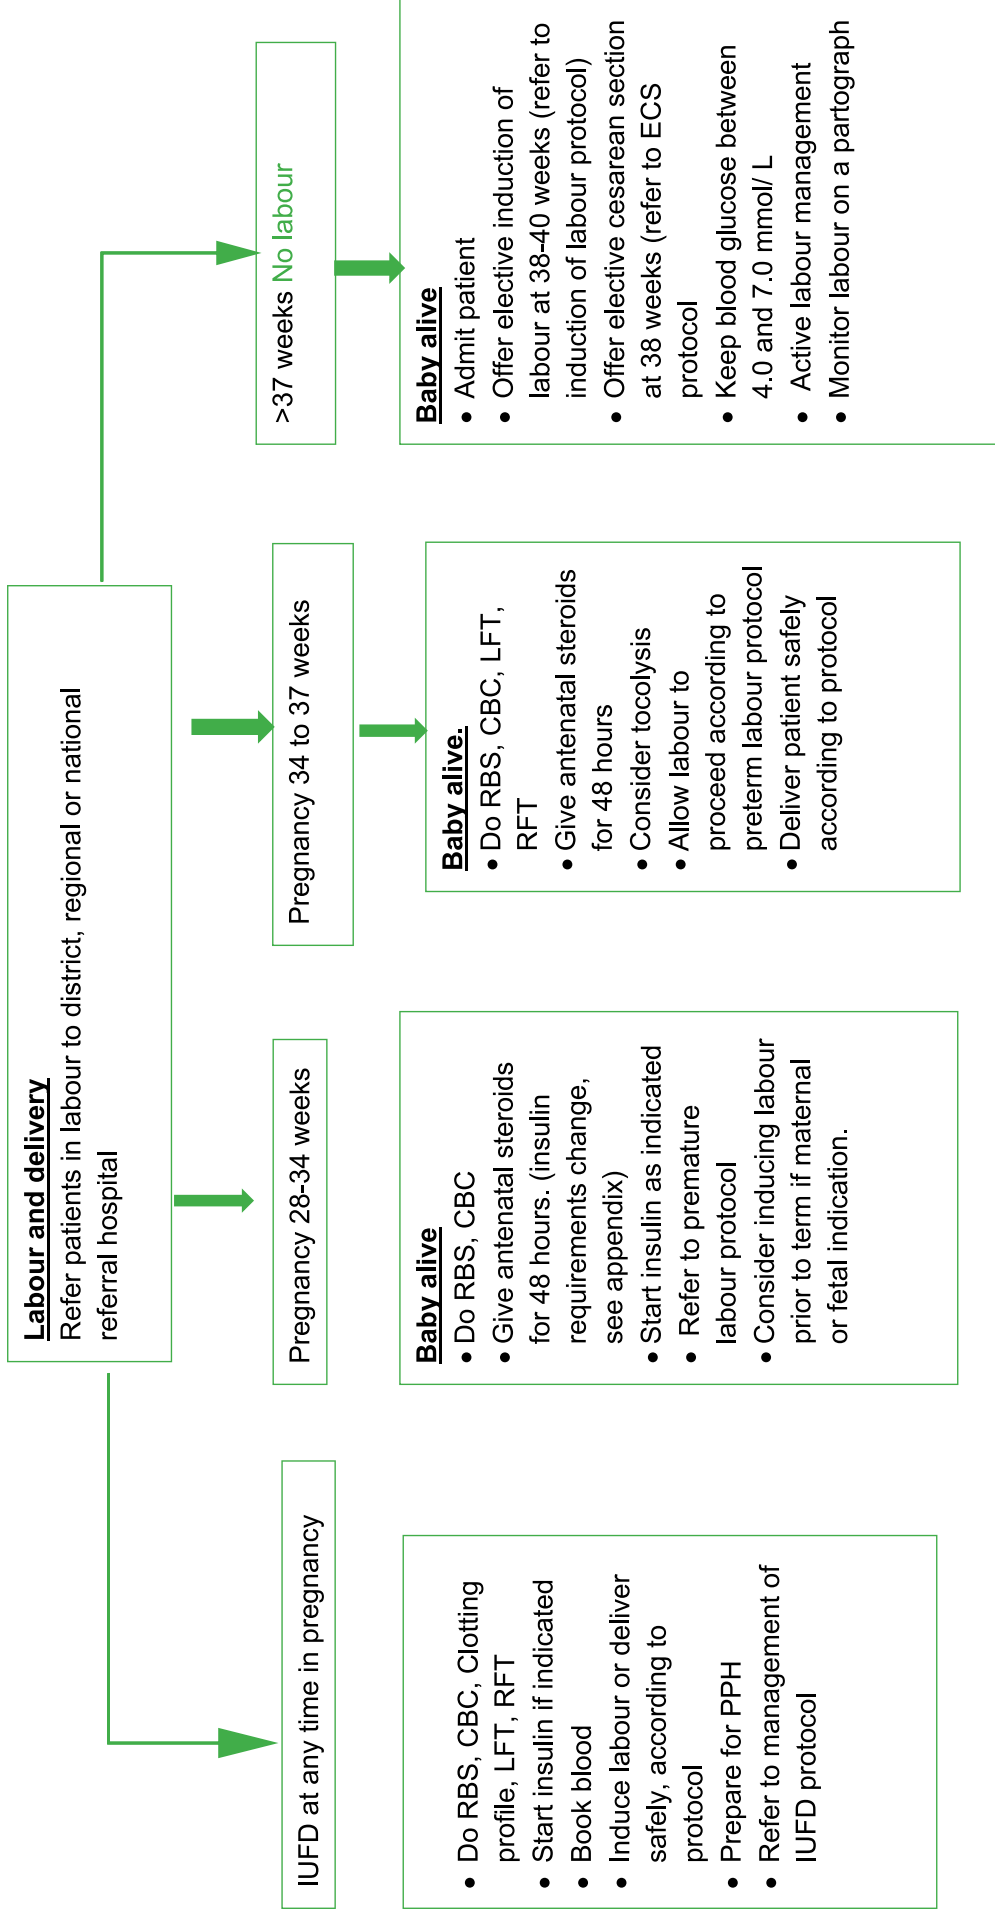 Labour and delivery
Refer patients in labour to district, regional or national
referral hospital
IUFD at any time in pregnancy
• Do RBS, CBC, Clotting
profile, LFT, RFT
• Start insulin if indicated
• Book blood
• Induce labour or deliver
safely, according to
protocol
• Prepare for PPH
• Refer to management of
IUFD protocol
Pregnancy 28-34 weeks
Baby alive
• Do RBS, CBC
• Give antenatal steroids
for 48 hours. (insulin
requirements change,
see appendix)
• Start insulin as indicated
• Refer to premature
labour protocol
• Consider inducing labour
prior to term if maternal
or fetal indication.
Pregnancy 34 to 37 weeks
Baby alive.
• Do RBS, CBC, LFT,
RFT
• Give antenatal steroids
for 48 hours
• Consider tocolysis
• Allow labour to
proceed according to
preterm labour protocol
• Deliver patient safely
according to protocol
>37 weeks No labour
Baby alive
• Admit patient
• Offer elective induction of
labour at 38-40 weeks (refer to
induction of labour protocol)
• Offer elective cesarean section
at 38 weeks (refer to ECS
protocol
• Keep blood glucose between
4.0 and 7.0 mmol/ L
• Active labour management
• Monitor labour on a partograph